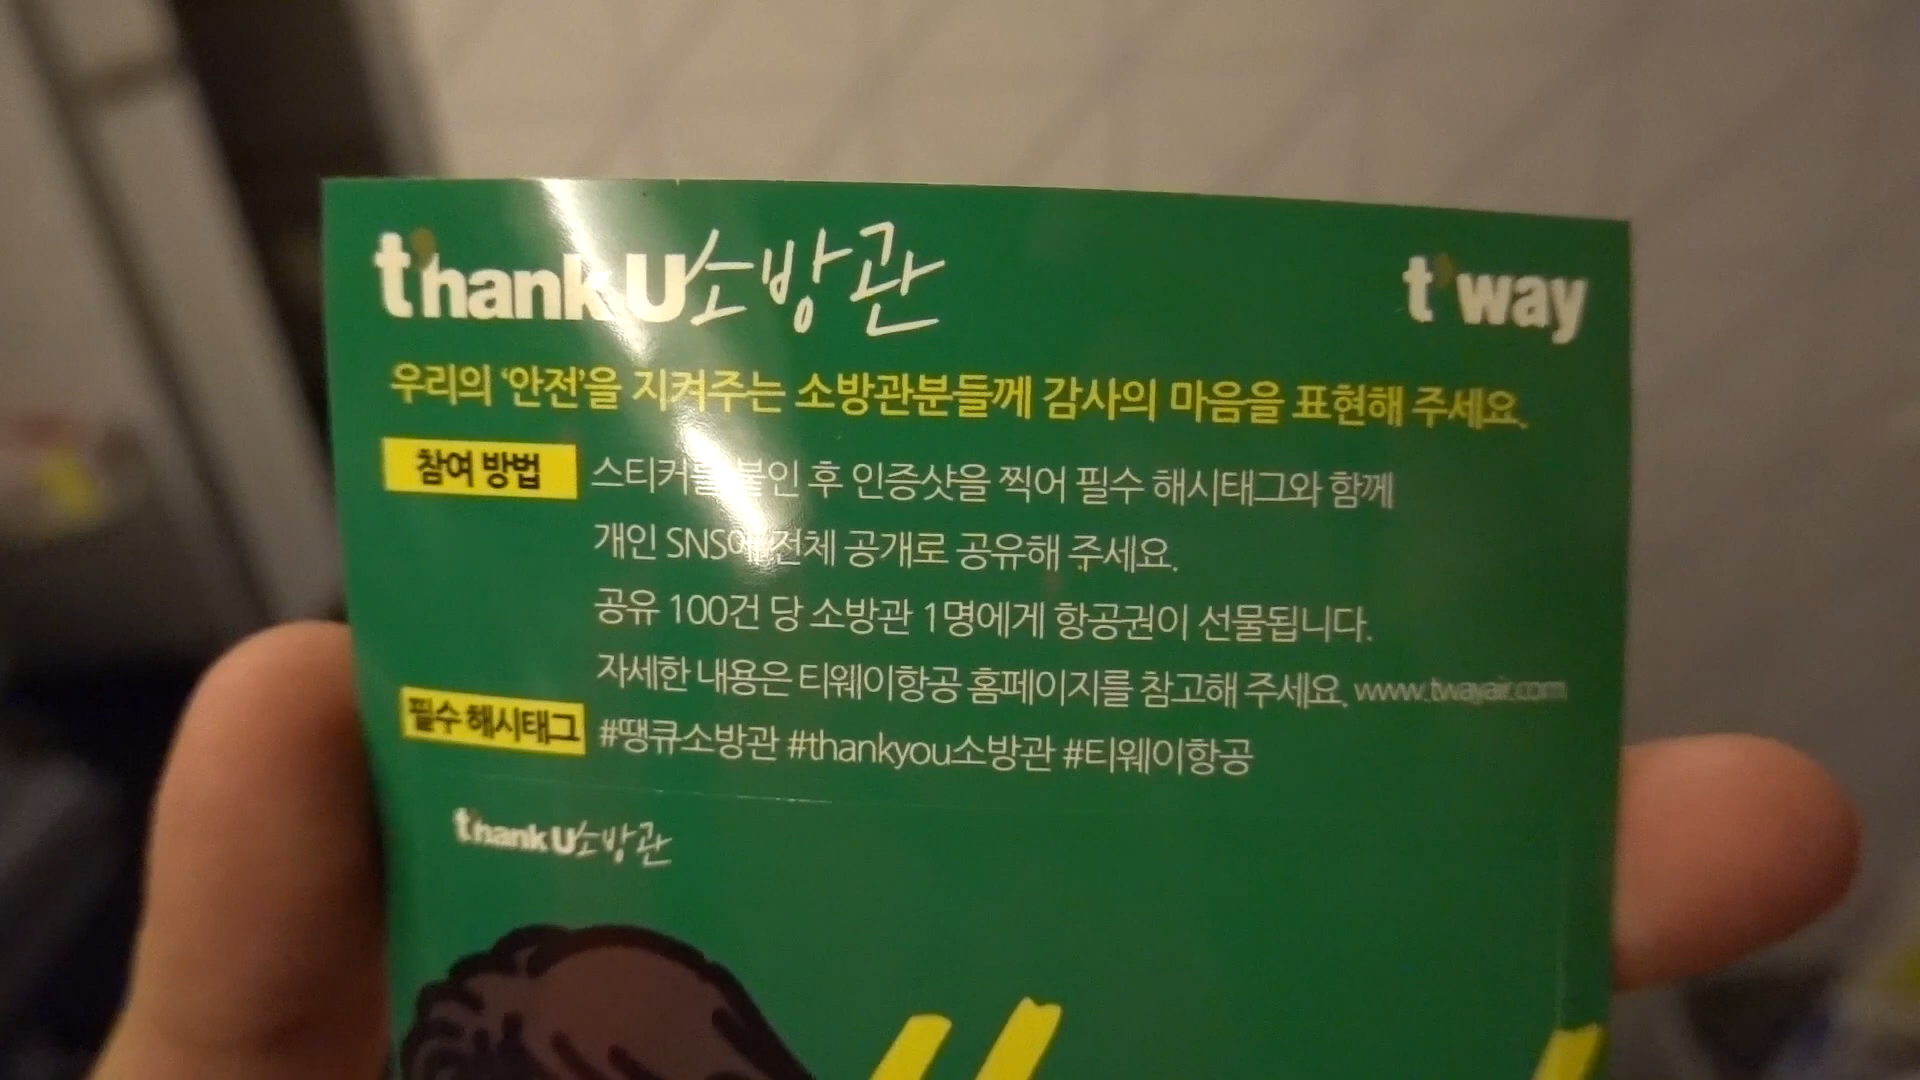 t'hank U 소방관
t'way
우리의 '안전'을 지켜주는 소방관분들께 감사의 마음을 표현해 주세요.
참여 방법
스티커를 붙인 후 인증샷을 찍어 필수 해시태그와 함께
개인 SNS에 전체 공개로 공유해 주세요.
공유 100건 당 소방관 1명에게 항공권이 선물됩니다.
자세한 내용은 티웨이항공 홈페이지를 참고해 주세요. www.twayair.com
필수 해시태그
#땡큐소방관 #thankyou소방관 #티웨이항공
t'hank U 소방관